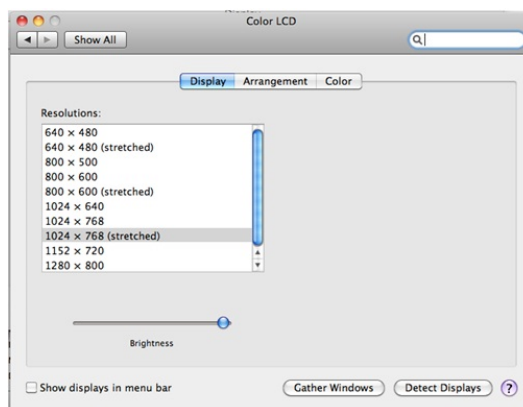 Color LCD
Show All
Display Arrangement Color
Resolutions:
640 × 480
640 × 480 (stretched)
800 × 500
800 × 600
800 × 600 (stretched)
1024 × 640
1024 × 768
1024 × 768 (stretched)
1152 × 720
1280 × 800
Brightness
Show displays in menu bar Gather Windows Detect Displays ?